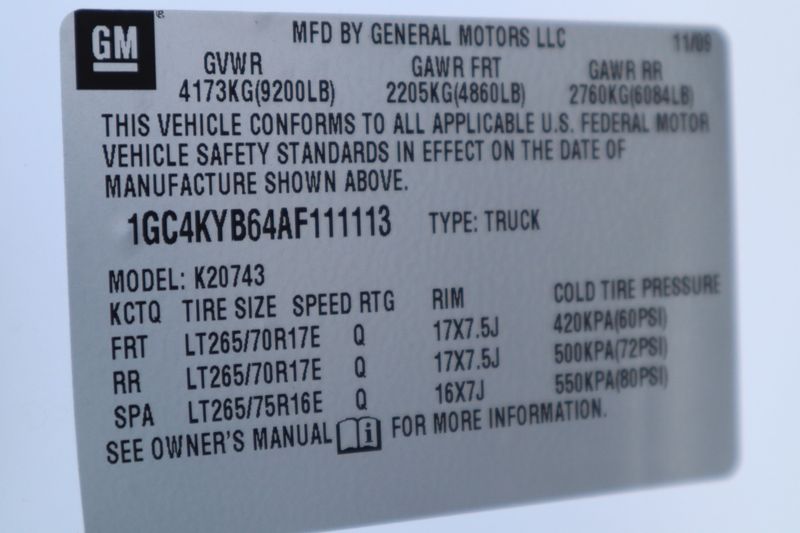 GM ®
MFD BY GENERAL MOTORS LLC 11/09
GVWR GAWR FRT GAWR RR
4173KG(9200LB) 2205KG(4860LB) 2760KG(6084LB)
THIS VEHICLE CONFORMS TO ALL APPLICABLE U.S. FEDERAL MOTOR
VEHICLE SAFETY STANDARDS IN EFFECT ON THE DATE OF
MANUFACTURE SHOWN ABOVE.
1GC4KYB64AF111113 TYPE: TRUCK
MODEL: K20743
KCTQ TIRE SIZE SPEED RTG RIM COLD TIRE PRESSURE
FRT LT265/70R17E Q 17X7.5J 420KPA(60PSI)
RR LT265/70R17E Q 17X7.5J 500KPA(72PSI)
SPA LT265/75R16E Q 16X7J 550KPA(80PSI)
SEE OWNER'S MANUAL i FOR MORE INFORMATION.